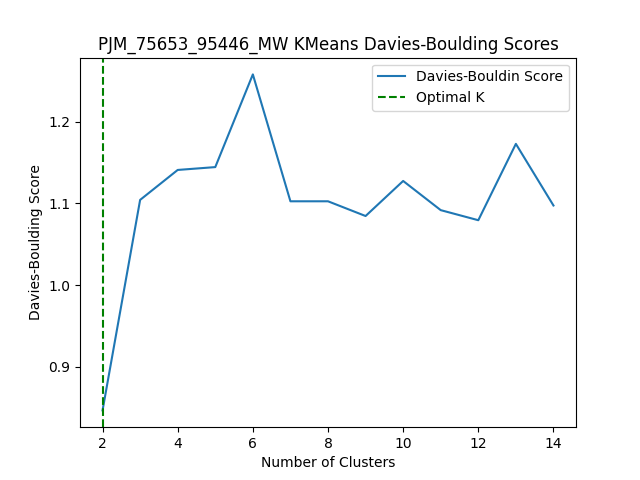 PJM_75653_95446_MW KMeans Davies-Boulding Scores
Davies-Bouldin Score
Optimal K
Davies-Boulding Score
1.2
1.1
1.0
0.9
2 4 6 8 10 12 14
Number of Clusters